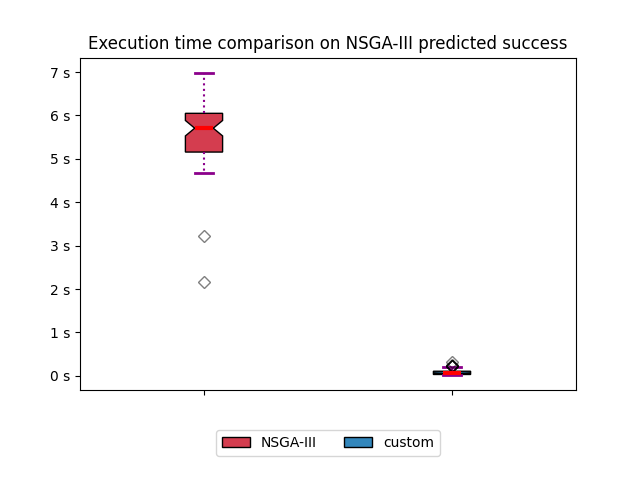 Execution time comparison on NSGA-III predicted success
7 s
6 s
5 s
4 s
3 s
2 s
1 s
0 s
NSGA-III
custom